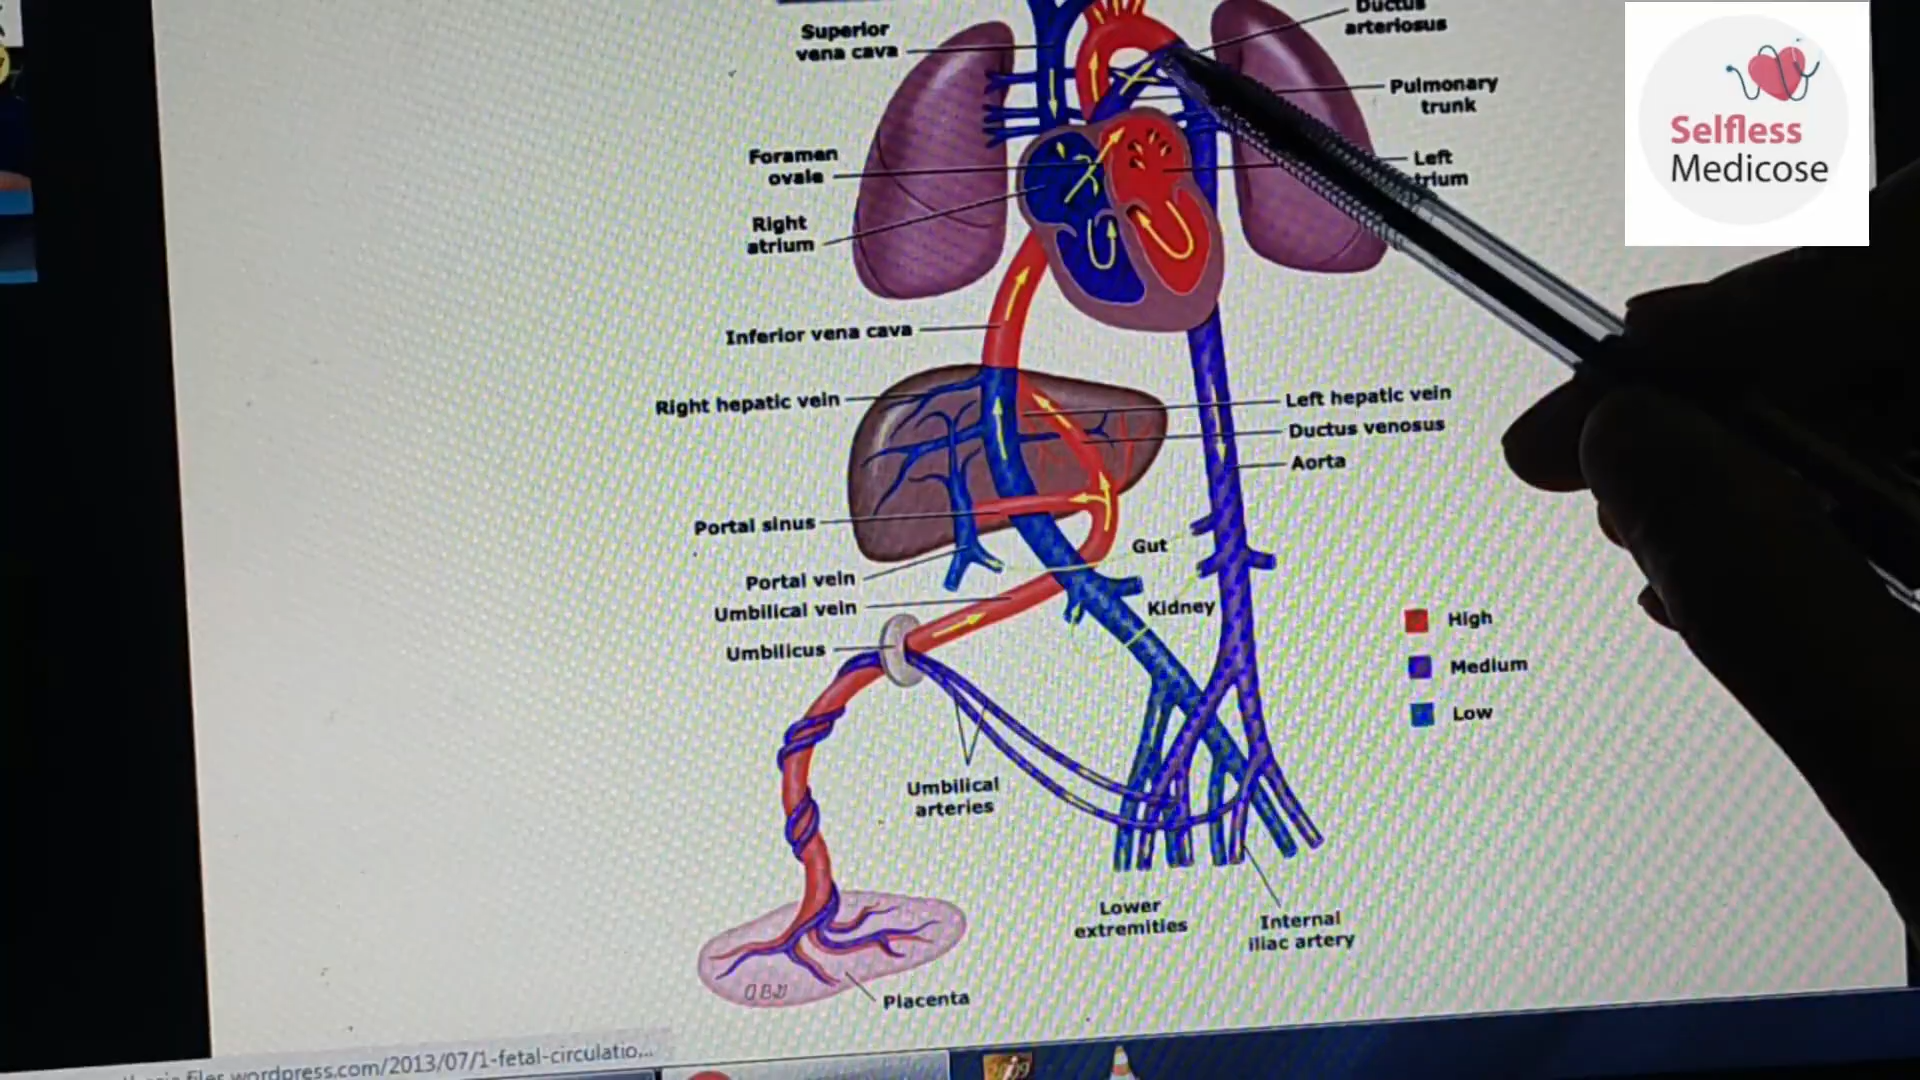 Superior
vena cava
Ductus
arteriosus
Pulmonary
trunk
Selfless
Medicose
Foramen
ovale
Left
trium
Right
atrium
Inferior vena cava
Right hepatic vein
Left hepatic vein
Ductus venosus
Aorta
Portal sinus
Gut
Portal vein
Umbilical vein
Kidney
Umbilicus
High
Medium
Low
Umbilical
arteries
Lower
extremities
Internal
iliac artery
Placenta
files.wordpress.com/2013/07/1-fetal-circulatio...